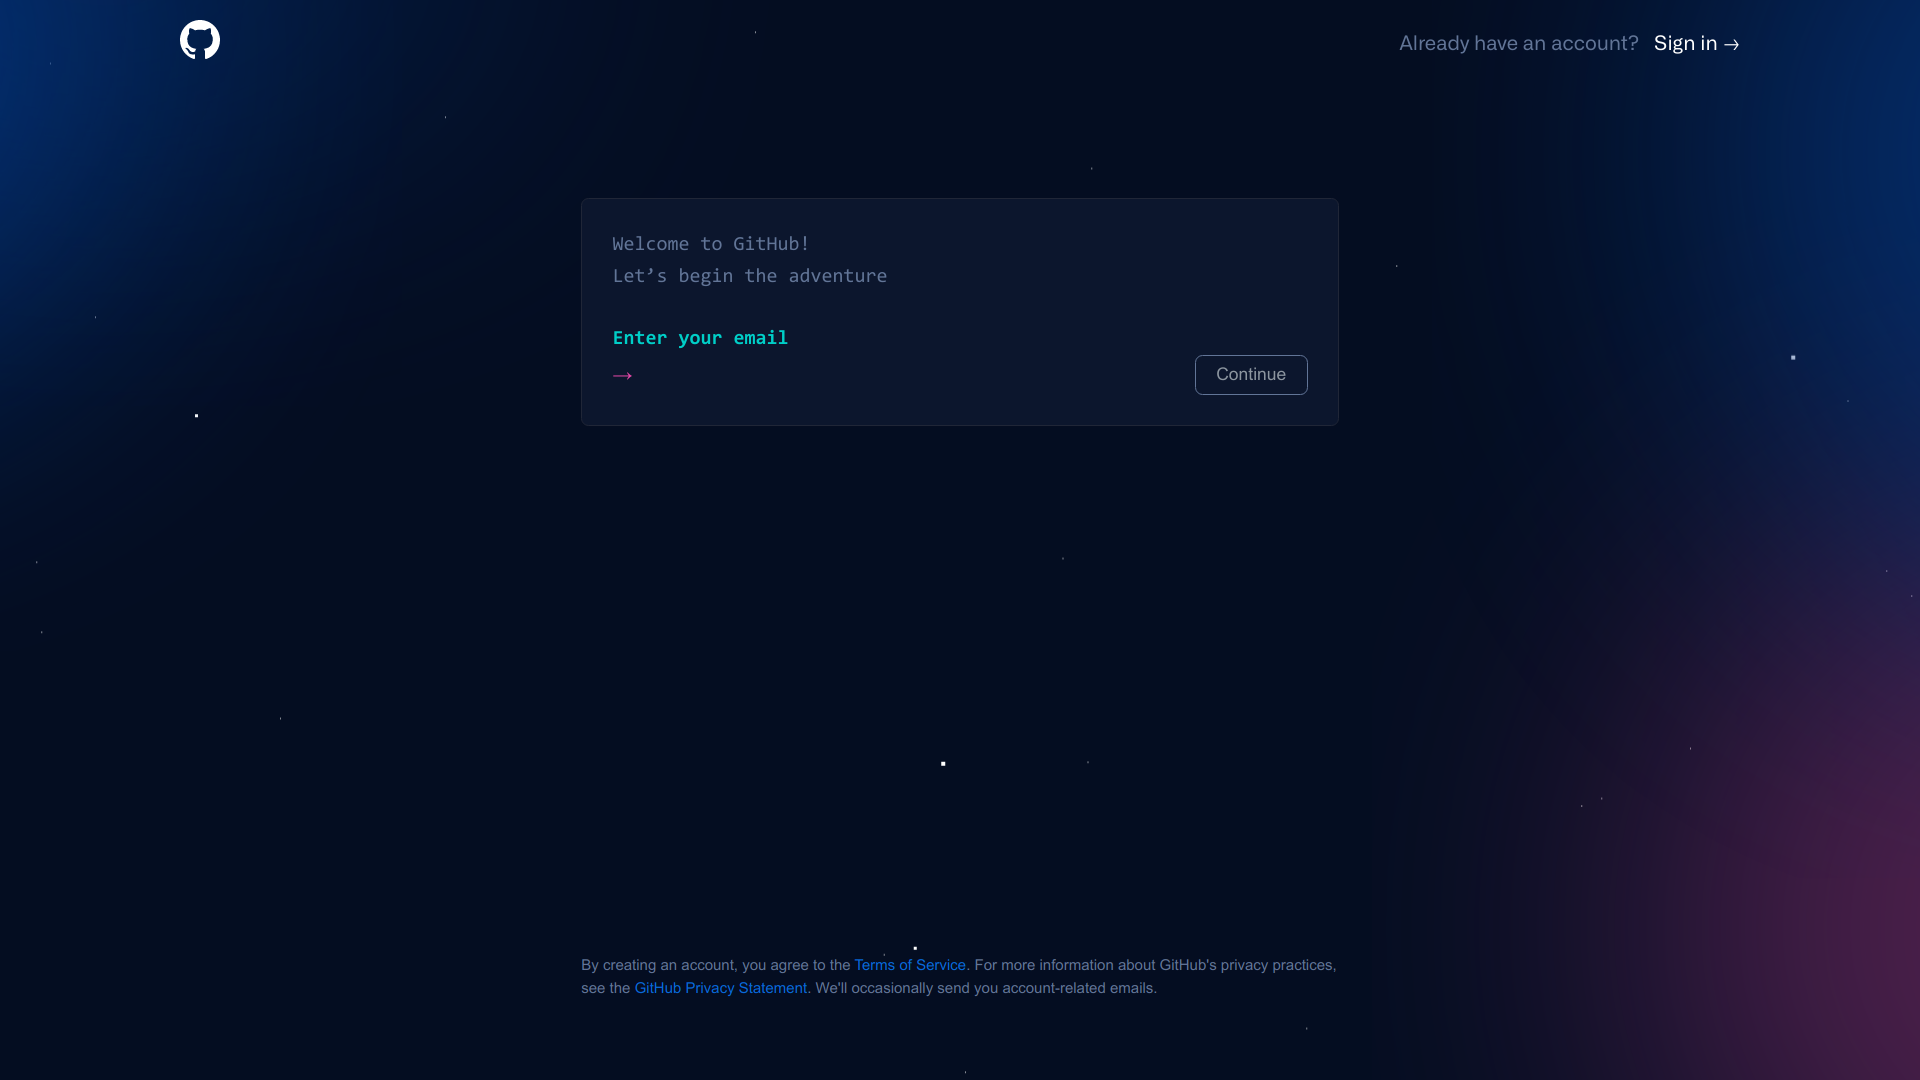 Already have an account? Sign in →
Welcome to GitHub!
Let’s begin the adventure
Enter your email
→
Continue
By creating an account, you agree to the Terms of Service. For more information about GitHub's privacy practices,
see the GitHub Privacy Statement. We'll occasionally send you account-related emails.